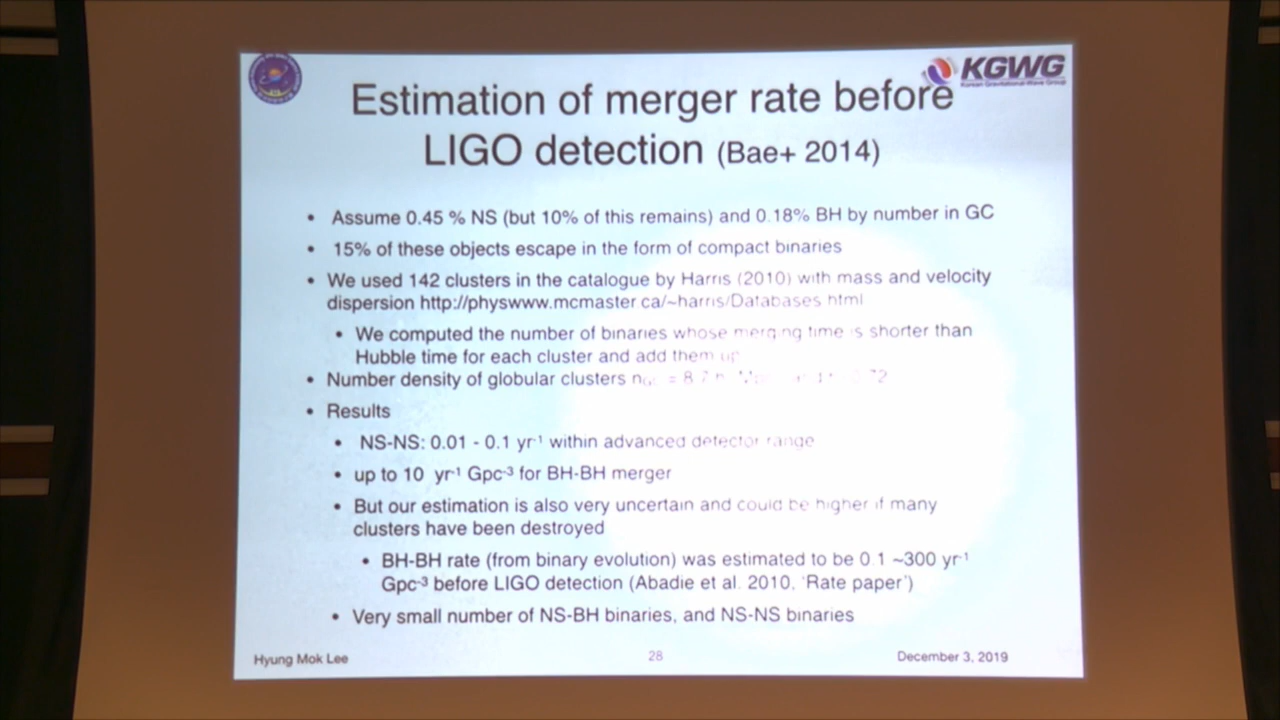 KGWG
Korean Gravitational-Wave Group
Estimation of merger rate before
LIGO detection (Bae+ 2014)
• Assume 0.45 % NS (but 10% of this remains) and 0.18% BH by number in GC
• 15% of these objects escape in the form of compact binaries
• We used 142 clusters in the catalogue by Harris (2010) with mass and velocity
dispersion http://physwww.mcmaster.ca/~harris/Databases.html
• We computed the number of binaries whose merging time is shorter than
Hubble time for each cluster and add them up
• Number density of globular clusters
• Results
• NS-NS: 0.01 - 0.1 yr⁻¹ within advanced detector range
• up to 10 yr⁻¹ Gpc⁻³ for BH-BH merger
• But our estimation is also very uncertain and could be higher if many
clusters have been destroyed
• BH-BH rate (from binary evolution) was estimated to be 0.1 ~300 yr⁻¹
Gpc⁻³ before LIGO detection (Abadie et al. 2010, 'Rate paper')
• Very small number of NS-BH binaries, and NS-NS binaries
Hyung Mok Lee
28
December 3, 2019